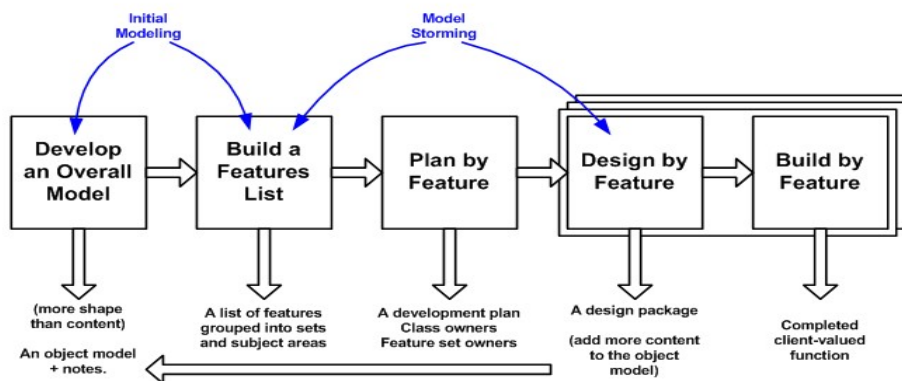 Initial
Modeling
Model
Storming
Develop
an Overall
Model
Build a
Features
List
Plan by
Feature
Design by
Feature
Build by
Feature
(more shape
than content)
An object model
+ notes.
A list of features
grouped into sets
and subject areas
A development plan
Class owners
Feature set owners
A design package
(add more content
to the object
model)
Completed
client-valued
function